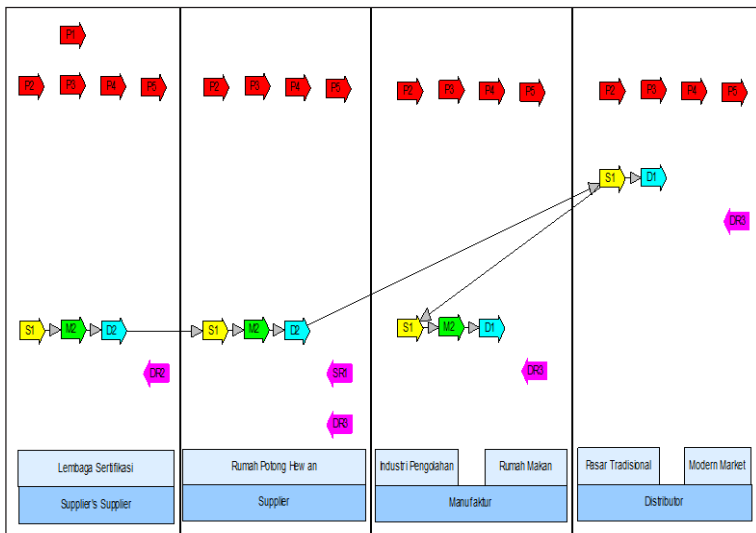 P1
P2 P3 P4 P5 P2 P3 P4 P5 P2 P3 P4 P5 P2 P3 P4 P5
S1 D1
DR3
S1 M2 D2 S1 M2 D2 S1 M2 D1
DR2 SR1 DR3
DR3
Lembaga Sertifikasi Rumah Potong Hewan Industri Pengolahan Rumah Makan Pasar Tradisional Modern Market
Supplier's Supplier Supplier Manufaktur Distributor